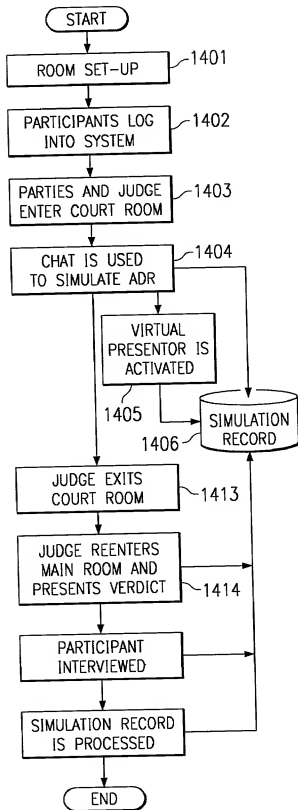 START
ROOM SET-UP
1401
PARTICIPANTS LOG
INTO SYSTEM
1402
PARTIES AND JUDGE
ENTER COURT ROOM
1403
CHAT IS USED
TO SIMULATE ADR
1404
VIRTUAL
PRESENTOR IS
ACTIVATED
1405
SIMULATION
RECORD
1406
JUDGE EXITS
COURT ROOM
1413
JUDGE REENTERS
MAIN ROOM AND
PRESENTS VERDICT
1414
PARTICIPANT
INTERVIEWED
SIMULATION RECORD
IS PROCESSED
END